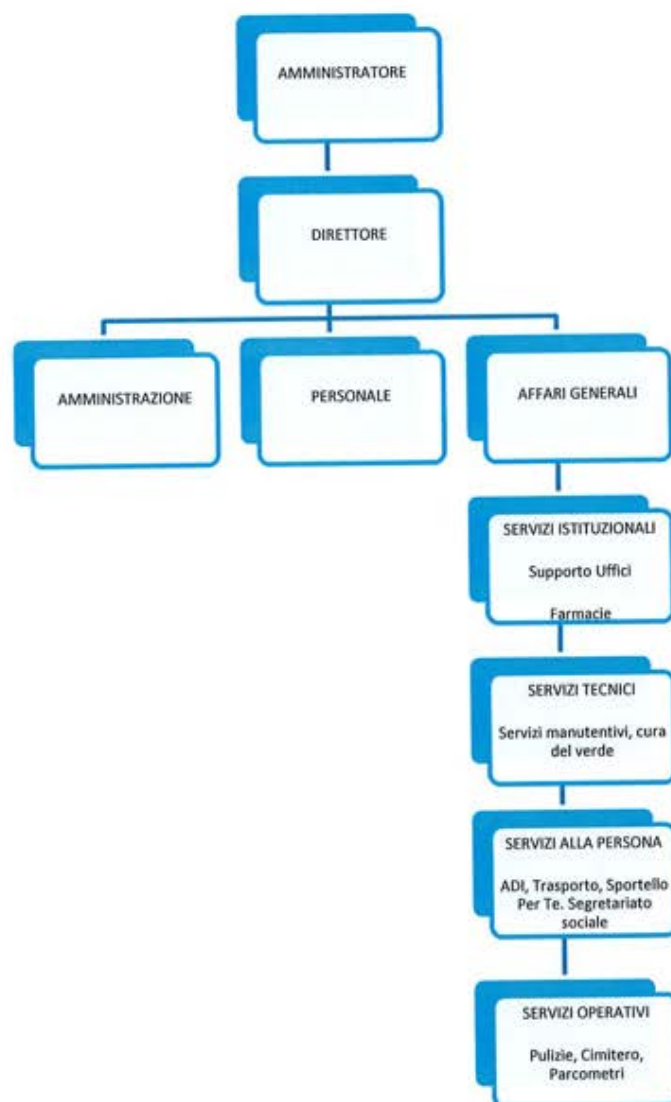 AMMINISTRATORE
DIRETTORE
AMMINISTRAZIONE
PERSONALE
AFFARI GENERALI
SERVIZI ISTITUZIONALI
Supporto Uffici
Farmacie
SERVIZI TECNICI
Servizi manutentivi, cura
del verde
SERVIZI ALLA PERSONA
ADI, Trasporto, Sportello
Per Te. Segretariato
sociale
SERVIZI OPERATIVI
Pulizie, Cimitero,
Parcometri